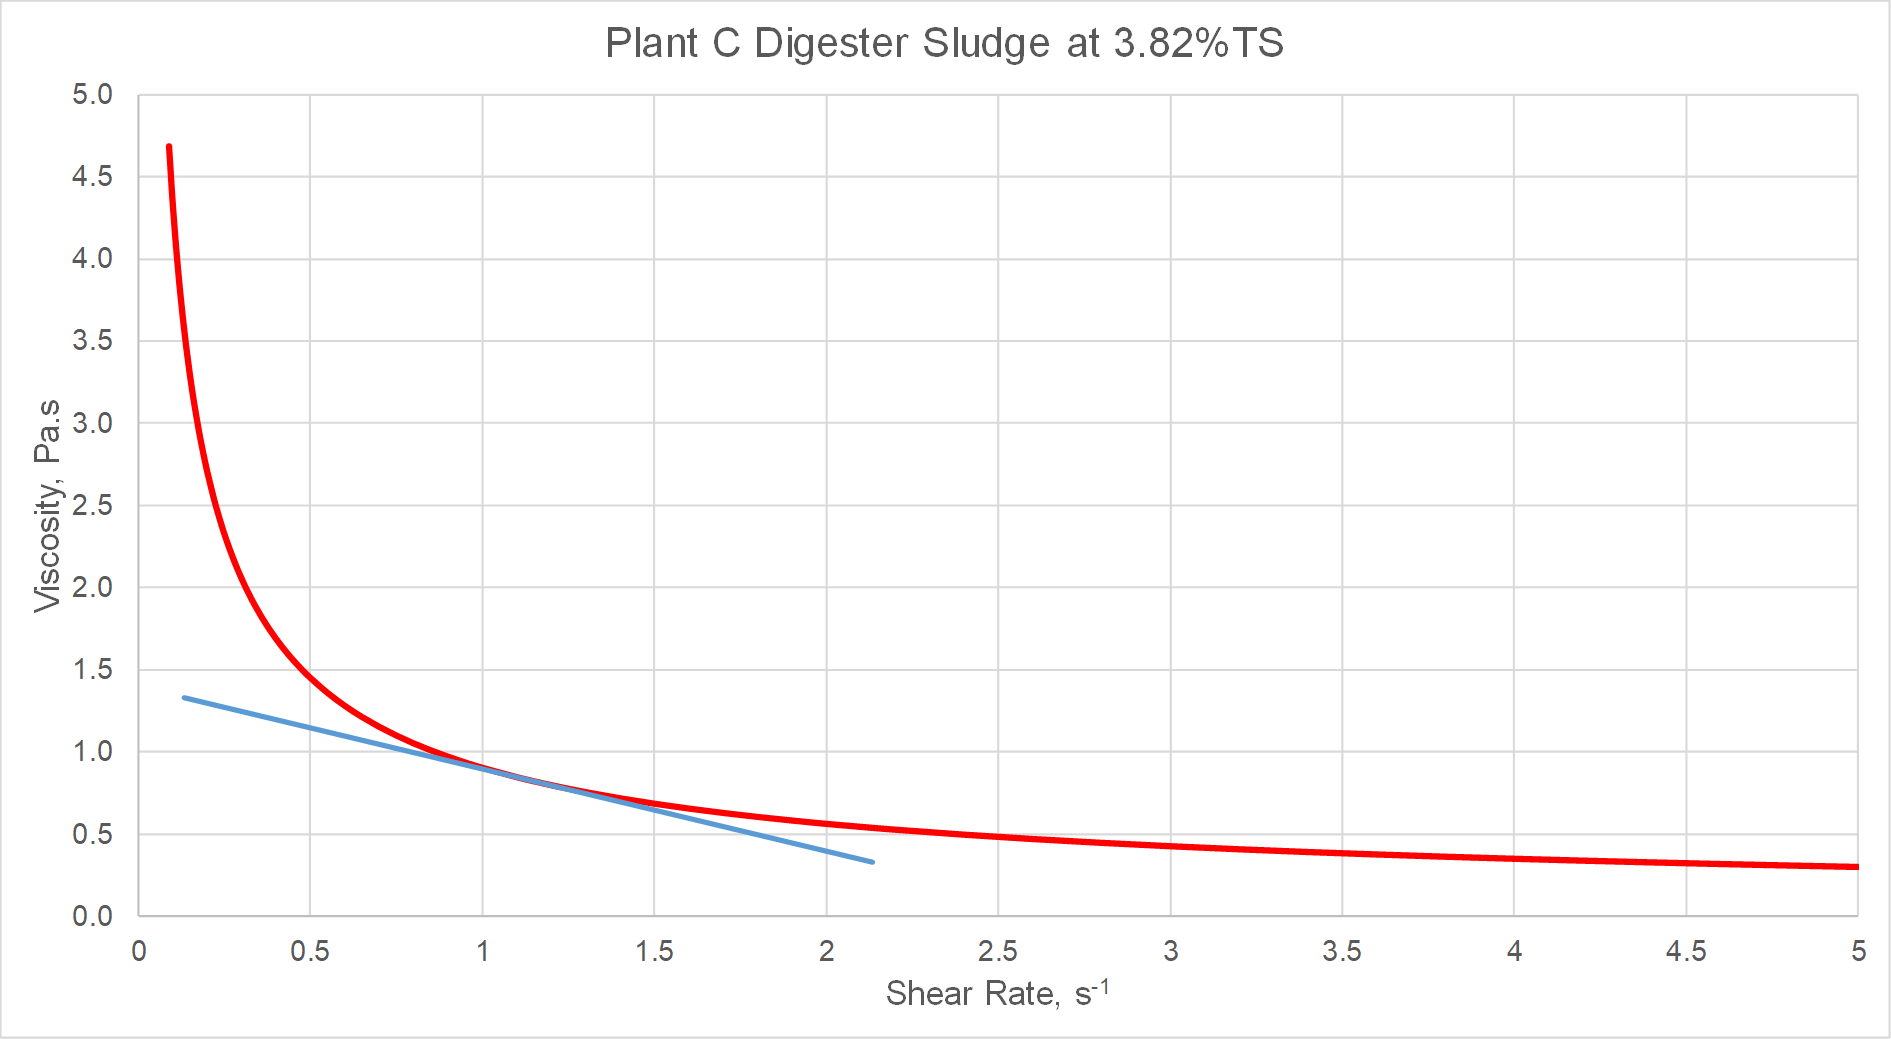 Plant C Digester Sludge at 3.82%TS
5.0
4.5
4.0
3.5
3.0
2.5
2.0
1.5
1.0
0.5
0.0
Viscosity, Pa.s
0 0.5 1 1.5 2 2.5 3 3.5 4 4.5 5
Shear Rate, s⁻¹